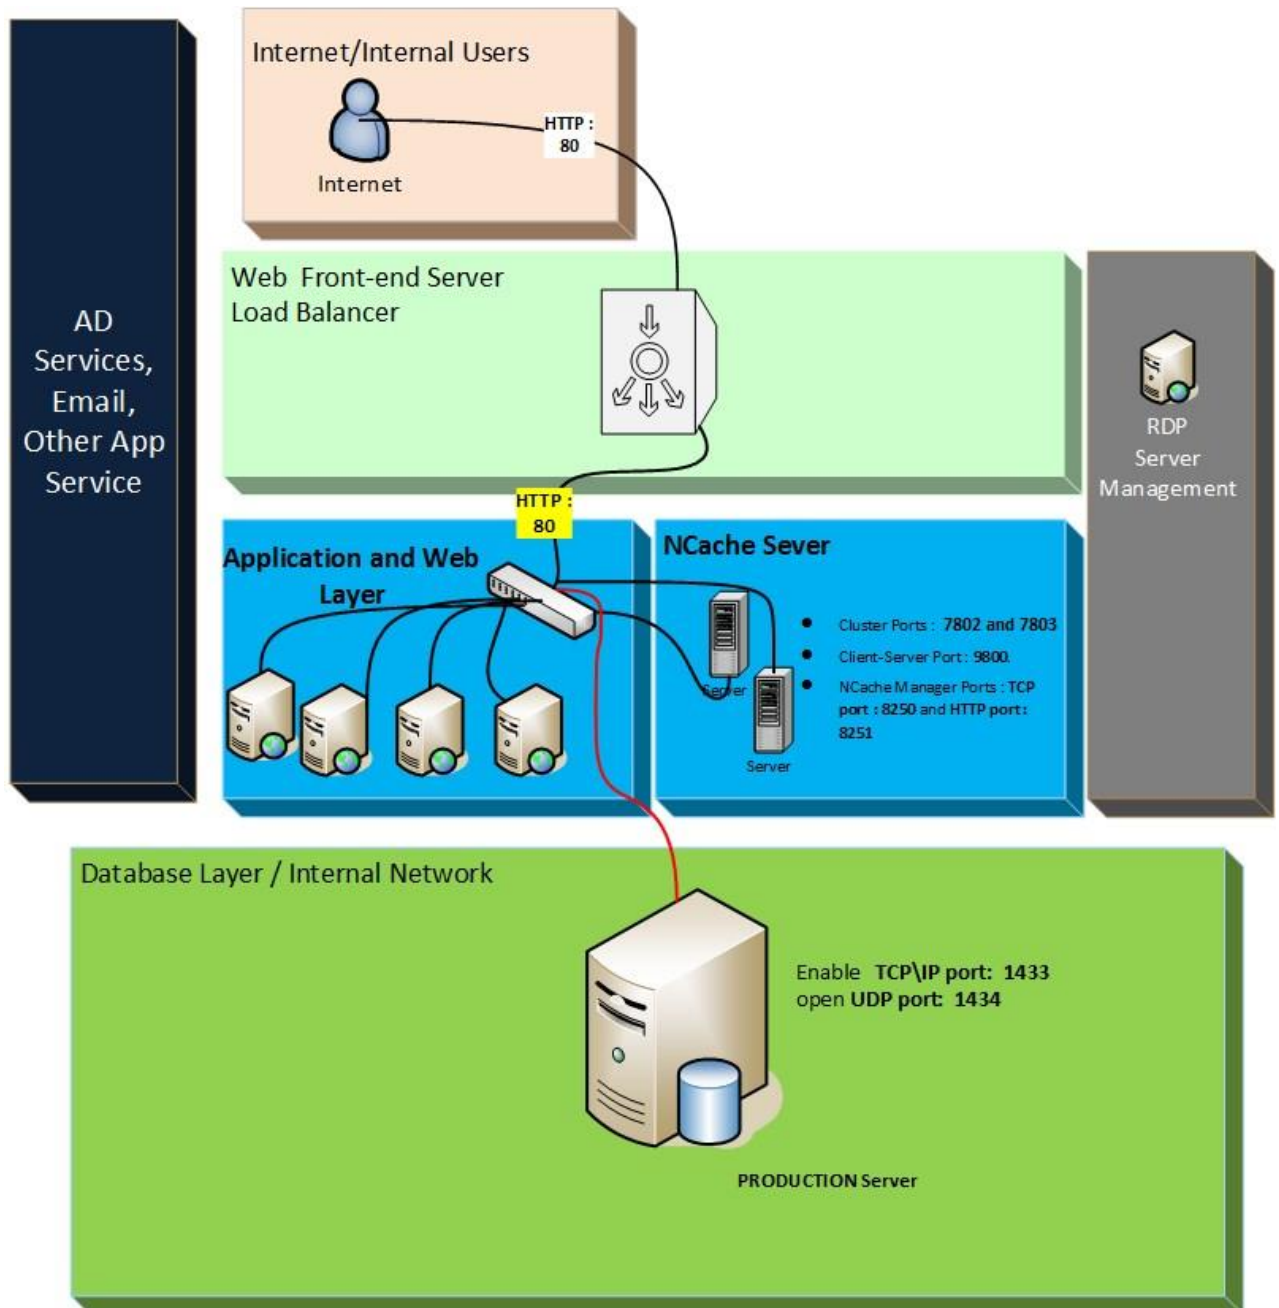 Internet/Internal Users
HTTP :
80
Internet
Web Front-end Server
Load Balancer
AD
Services,
Email,
Other App
Service
RDP
Server
Management
HTTP :
80
Application and Web
Layer
NCache Sever
Server
Server
• Cluster Ports : 7802 and 7803
• Client-Server Port : 9800.
• NCache Manager Ports : TCP
port : 8250 and HTTP port :
8251
Database Layer / Internal Network
Enable TCP\IP port: 1433
open UDP port: 1434
PRODUCTION Server